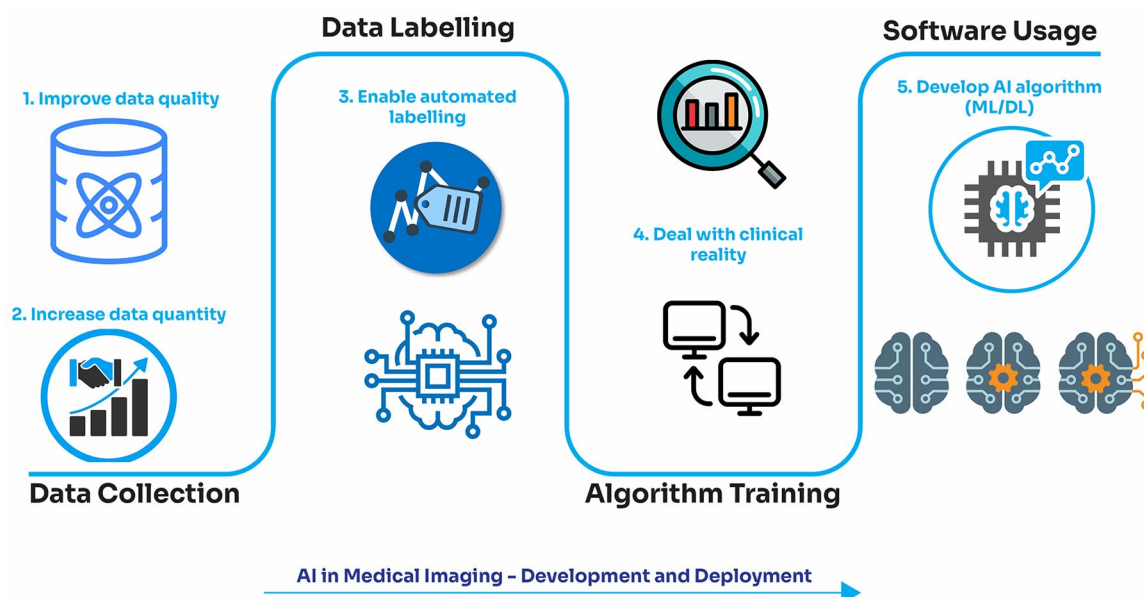 Data Labelling
Software Usage
1. Improve data quality
3. Enable automated
labelling
5. Develop AI algorithm
(ML/DL)
4. Deal with clinical
reality
2. Increase data quantity
Data Collection
Algorithm Training
AI in Medical Imaging - Development and Deployment